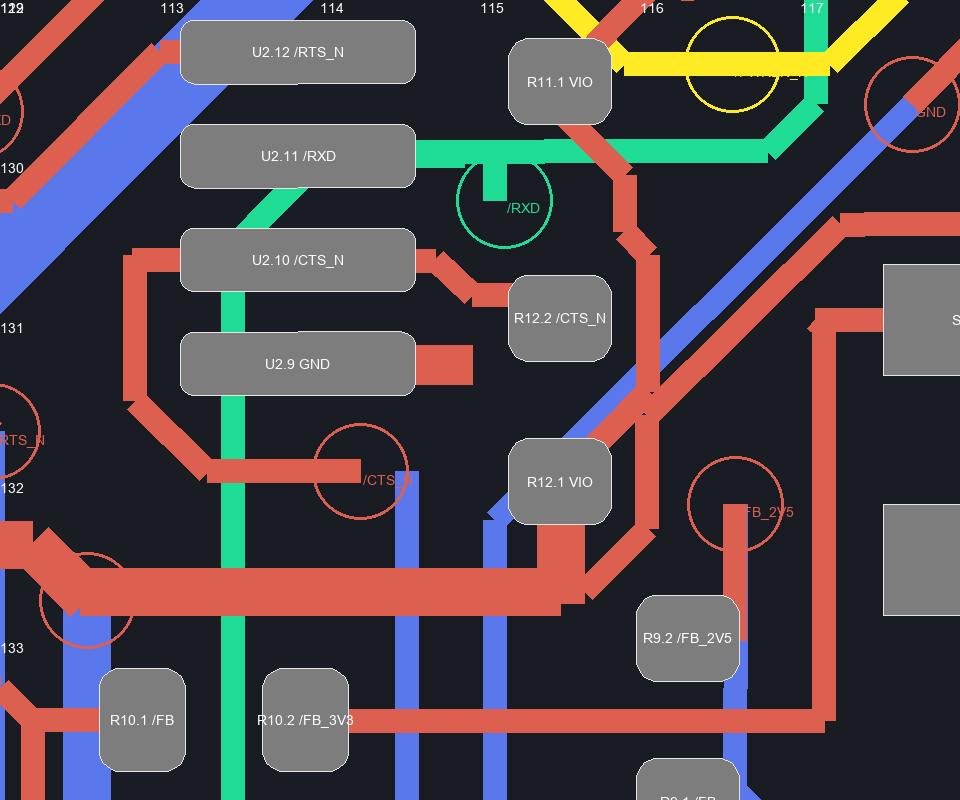 113 114 115 116 117
U2.12 /RTS_N
R11.1 VIO
GND
U2.11 /RXD
130
/RXD
U2.10 /CTS_N
R12.2 /CTS_N
131
U2.9 GND
RTS_N
/CTS_N
132
R12.1 VIO
FB_2V5
R9.2 /FB_2V5
133
R10.1 /FB
R10.2 /FB_3V3